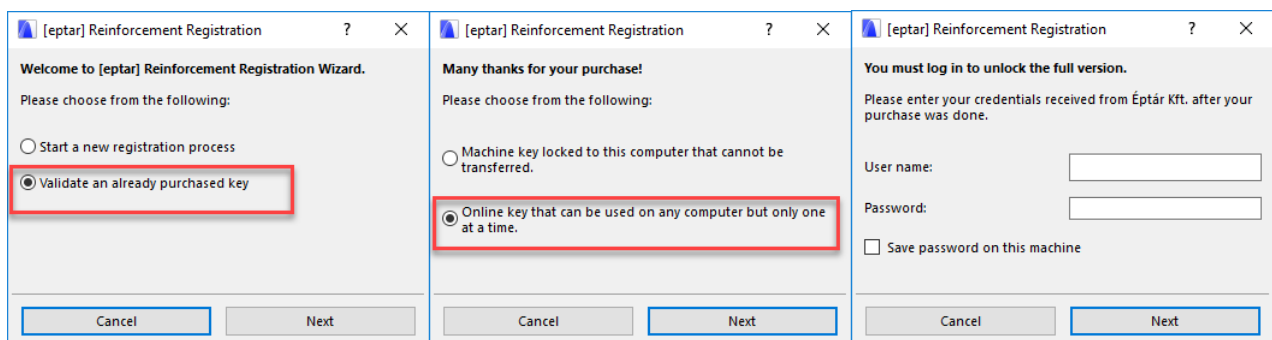 [eptar] Reinforcement Registration ? ×
Welcome to [eptar] Reinforcement Registration Wizard.
Please choose from the following:
Start a new registration process
Validate an already purchased key
Cancel Next
[eptar] Reinforcement Registration ? ×
Many thanks for your purchase!
Please choose from the following:
Machine key locked to this computer that cannot be
transferred.
Online key that can be used on any computer but only one
at a time.
Cancel Next
[eptar] Reinforcement Registration ? ×
You must log in to unlock the full version.
Please enter your credentials received from Éptár Kft. after your
purchase was done.
User name:
Password:
Save password on this machine
Cancel Next